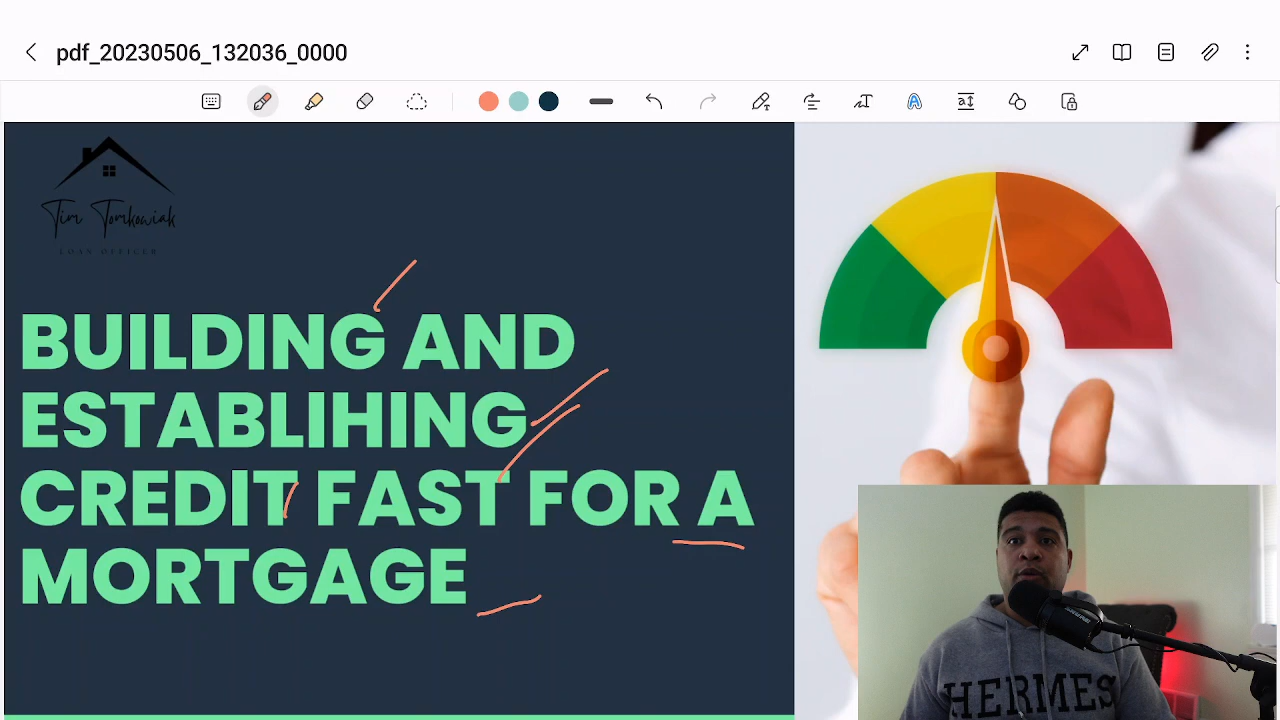 pdf_20230506_132036_0000
Tim Tomkowiak
LOAN OFFICER
BUILDING AND
ESTABLIHING
CREDIT FAST FOR A
MORTGAGE
HERMES